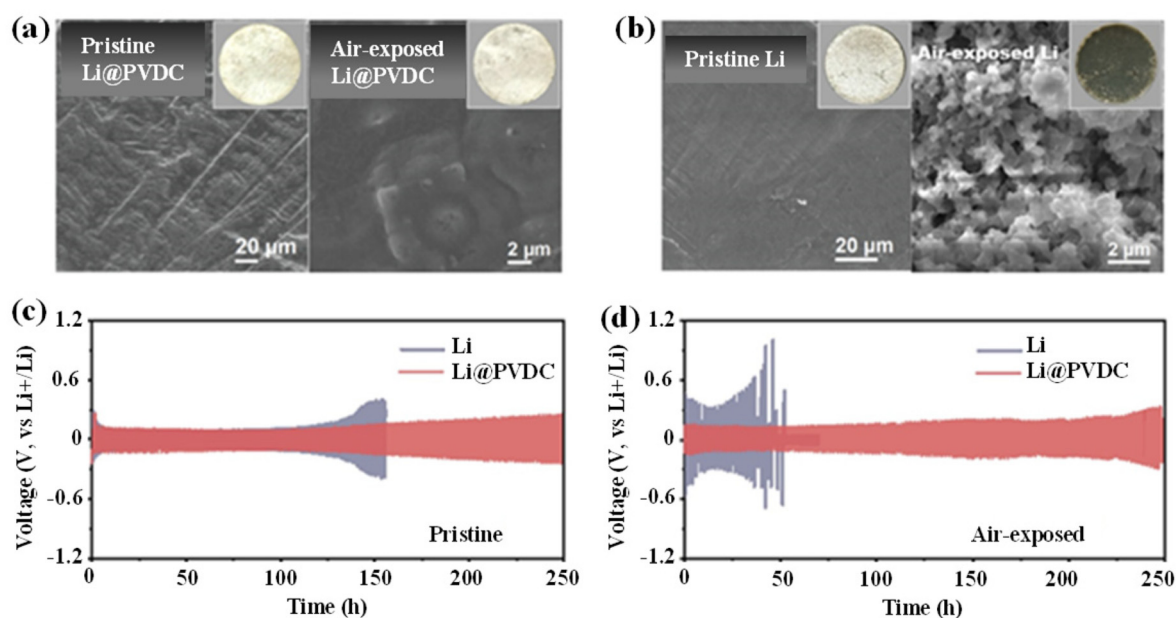 (a)
Pristine
Li@PVDC
20 μm
Air-exposed
Li@PVDC
2 μm
(b)
Pristine Li
20 μm
Air-exposed Li
2 μm
(c)
1.2
0.6
0
-0.6
-1.2
Voltage (V, vs Li+/Li)
Li
Li@PVDC
Pristine
0
50
100
150
200
250
Time (h)
(d)
1.2
0.6
0
-0.6
-1.2
Voltage (V, vs Li+/Li)
Li
Li@PVDC
Air-exposed
0
50
100
150
200
250
Time (h)